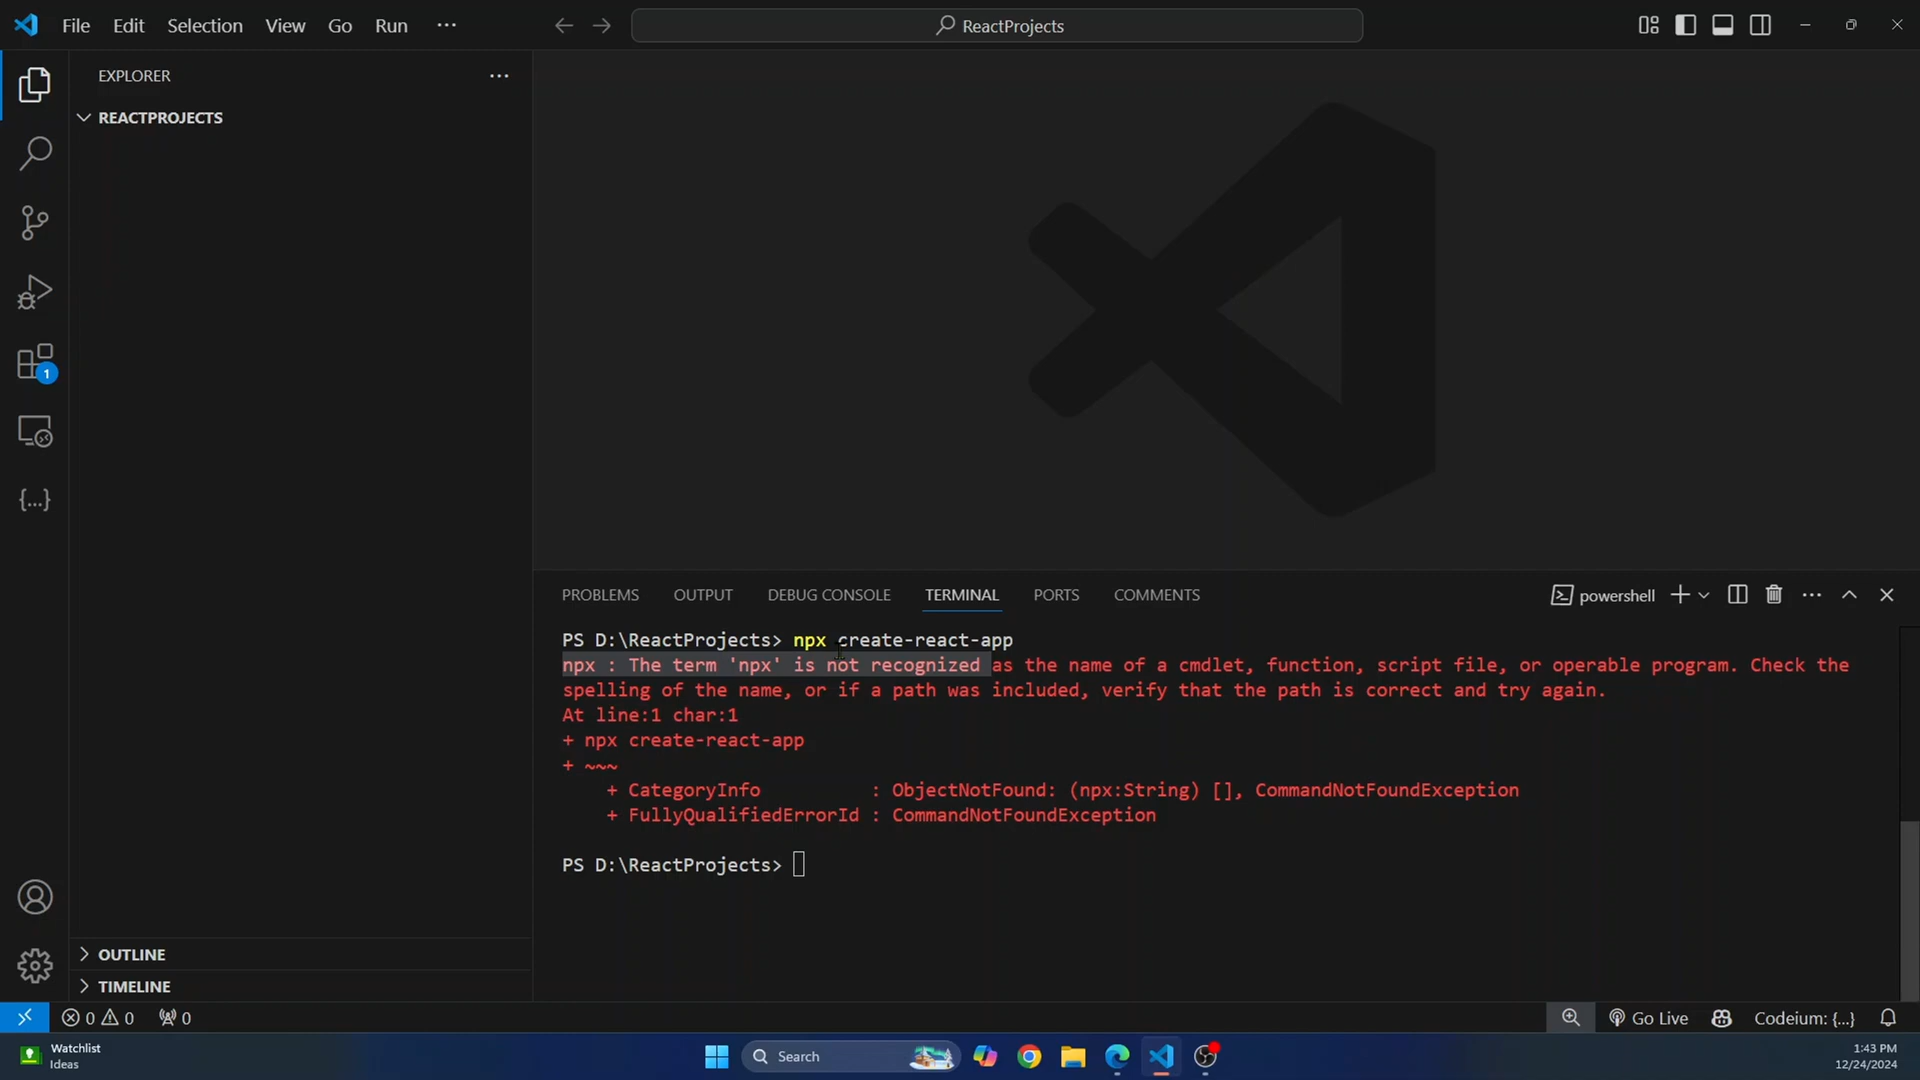 File Edit Selection View Go Run ···
ReactProjects
EXPLORER ···
REACTPROJECTS
1
PROBLEMS OUTPUT DEBUG CONSOLE TERMINAL PORTS COMMENTS
powershell
PS D:\ReactProjects> npx create-react-app
npx : The term 'npx' is not recognized as the name of a cmdlet, function, script file, or operable program. Check the
spelling of the name, or if a path was included, verify that the path is correct and try again.
At line:1 char:1
+ npx create-react-app
+ ~~~
+ CategoryInfo : ObjectNotFound: (npx:String) [], CommandNotFoundException
+ FullyQualifiedErrorId : CommandNotFoundException
PS D:\ReactProjects>
OUTLINE
TIMELINE
0 0 0
Go Live
Codeium: {...}
Watchlist
Ideas
Search
1:43 PM
12/24/2024